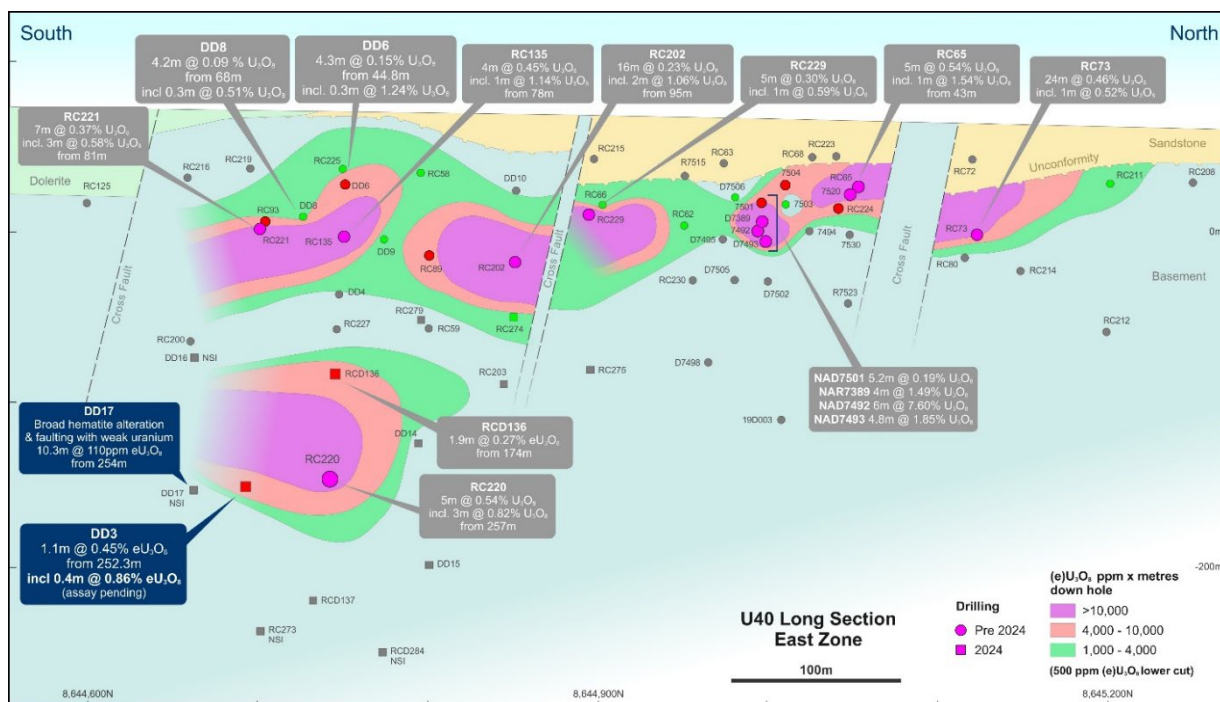 South
North
DD8
4.2m @ 0.09 % U₃O₈
from 68m
incl 0.3m @ 0.51% U₃O₈
DD6
4.3m @ 0.15% U₃O₈
from 44.8m
incl. 0.3m @ 1.24% U₃O₈
RC135
4m @ 0.45% U₃O₈
incl. 1m @ 1.14% U₃O₈
from 78m
RC202
16m @ 0.23% U₃O₈
incl. 2m @ 1.06% U₃O₈
from 95m
RC229
5m @ 0.30% U₃O₈
incl. 1m @ 0.59% U₃O₈
RC65
5m @ 0.54% U₃O₈
incl. 1m @ 1.54% U₃O₈
from 43m
RC73
24m @ 0.46% U₃O₈
incl. 1m @ 0.52% U₃O₈
RC221
7m @ 0.37% U₃O₈
incl. 3m @ 0.58% U₃O₈
from 81m
Sandstone
Unconformity
Dolerite
RC125
RC216
RC219
RC225
RC58
DD10
RC215
R7515
RC63
RC68
RC223
RC72
RC211
RC208
DD6
DD8
RC93
RC221
RC135
DD9
RC89
RC202
RC66
RC229
RC62
D7506
7504
7501
7503
D7389
7492
D7493
D7495
RC65
7520
RC224
7494
7530
RC73
RC80
RC214
0m
Basement
Cross Fault
Cross Fault
Cross Fault
DD4
RC227
RC279
RC59
RC274
RC230
D7505
D7502
R7523
RC212
RC200
DD16 NSI
RCD136
RC203
RC275
D7498
19D003
NAD7501 5.2m @ 0.19% U₃O₈
NAR7389 4m @ 1.49% U₃O₈
NAD7492 6m @ 7.60% U₃O₈
NAD7493 4.8m @ 1.85% U₃O₈
DD17
Broad hematite alteration
& faulting with weak uranium
10.3m @ 110ppm eU₃O₈
from 254m
RCD136
1.9m @ 0.27% eU₃O₈
from 174m
DD14
RC220
RC220
5m @ 0.54% U₃O₈
incl. 3m @ 0.82% U₃O₈
from 257m
DD17
NSI
DD3
1.1m @ 0.45% eU₃O₈
from 252.3m
incl 0.4m @ 0.86% eU₃O₈
(assay pending)
DD15
-200m
RCD137
RC273
NSI
RCD284
NSI
U40 Long Section
East Zone
100m
Drilling
Pre 2024
2024
(e)U₃O₈ ppm x metres
down hole
>10,000
4,000 - 10,000
1,000 - 4,000
(500 ppm (e)U₃O₈ lower cut)
8,644,600N
8,644,900N
8,645,200N